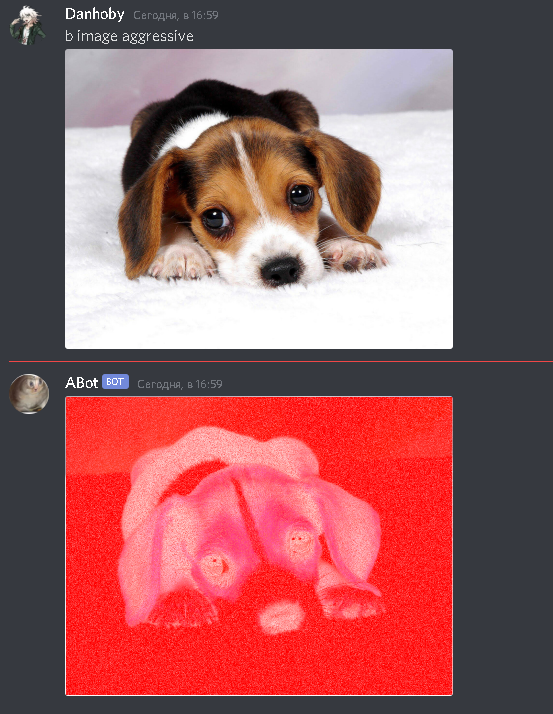 Danhoby Сегодня, в 16:59
b image aggressive
ABot BOT Сегодня, в 16:59